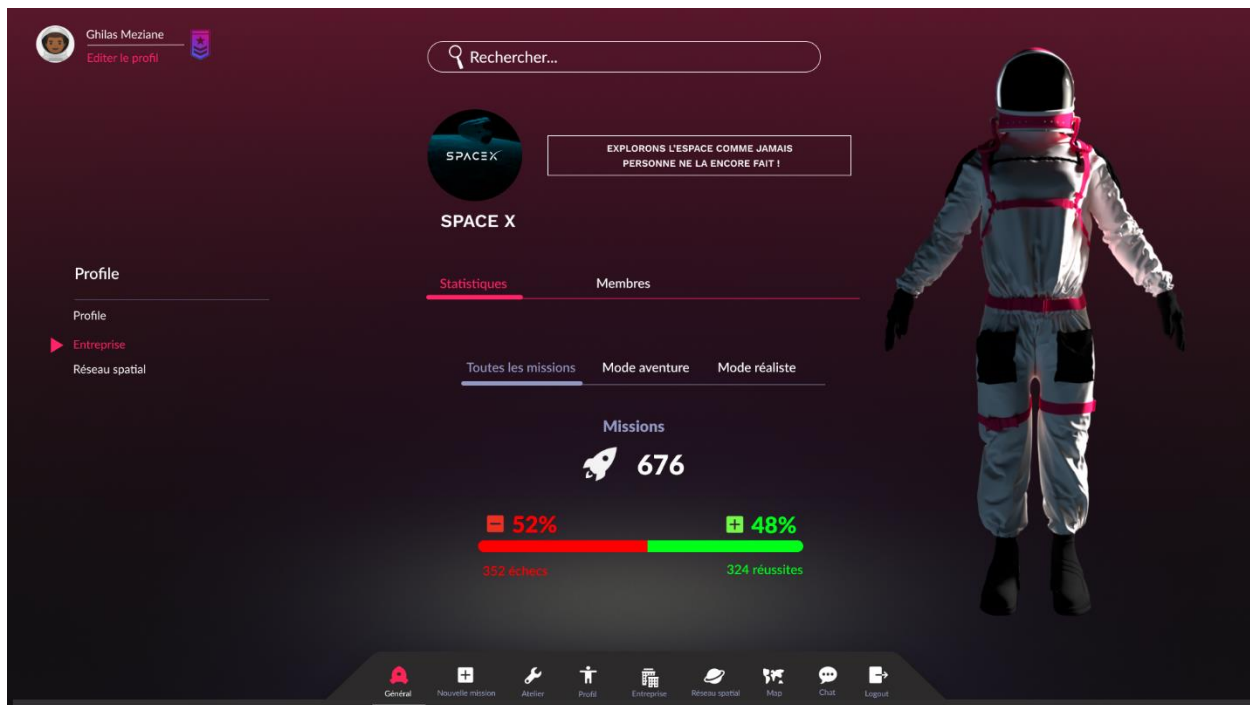 Ghilas Meziane
Editer le profil
Rechercher...
SPACEX
EXPLORONS L'ESPACE COMME JAMAIS
PERSONNE NE LA ENCORE FAIT !
SPACE X
Profile
Profile
Entreprise
Réseau spatial
Statistiques Membres
Toutes les missions Mode aventure Mode réaliste
Missions
676
52% 48%
352 échecs 324 réussites
Général Nouvelle mission Atelier Profil Entreprise Réseau spatial Map Chat Logout